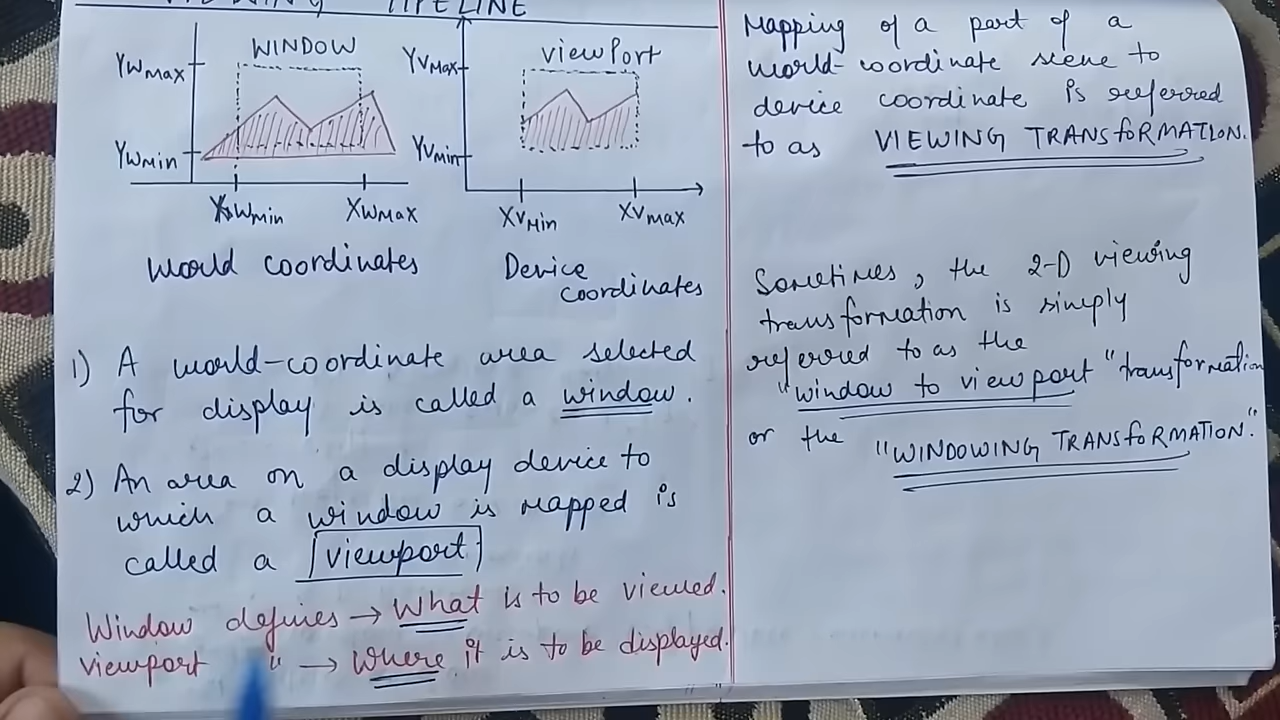 VIEWING PIPELINE
WINDOW
YWMax
YWMin
XWMin
XWMax
World coordinates
viewPort
YVMax
YVMin
XVMin
XVMax
Device
coordinates
1) A world-coordinate area selected
for display is called a window.
2) An area on a display device to
which a window is mapped is
called a viewport
Window defines → What is to be viewed.
viewport " → Where it is to be displayed.
Mapping of a part of a
world-coordinate scene to
device coordinate is referred
to as VIEWING TRANSFORMATION.
Sometimes, the 2-D viewing
transformation is simply
referred to as the
"window to viewport "transformation
or the "WINDOWING TRANSFORMATION."